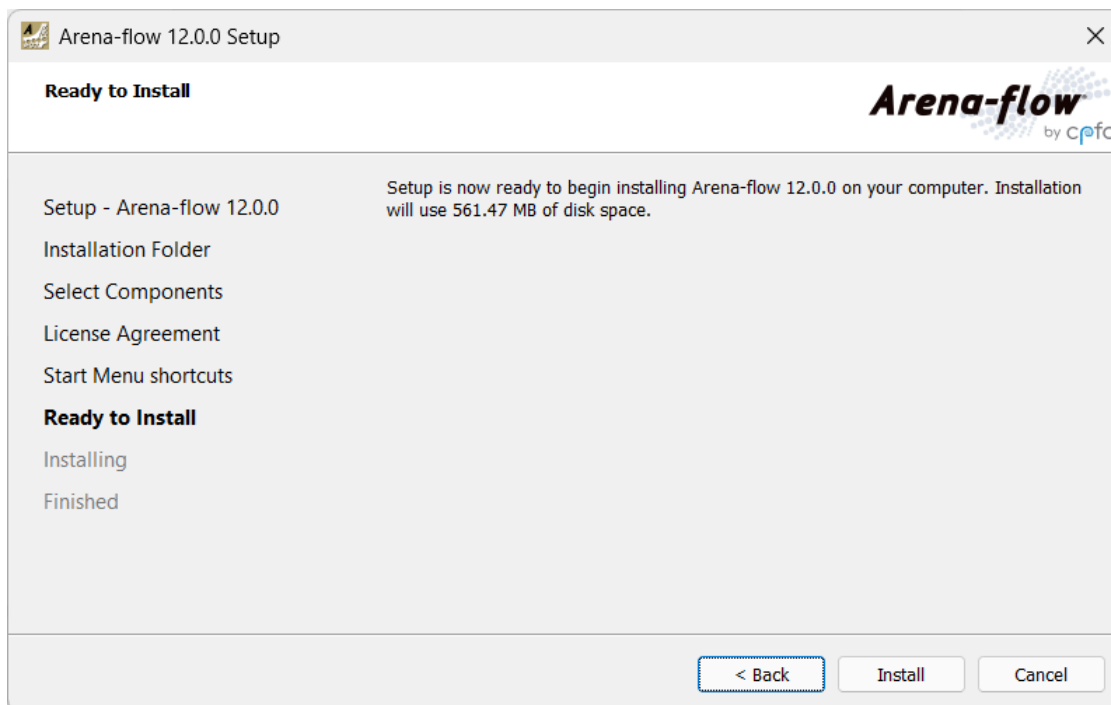 Arena-flow 12.0.0 Setup
Ready to Install
Arena-flow
by cpfd
Setup - Arena-flow 12.0.0
Installation Folder
Select Components
License Agreement
Start Menu shortcuts
Ready to Install
Installing
Finished
Setup is now ready to begin installing Arena-flow 12.0.0 on your computer. Installation
will use 561.47 MB of disk space.
< Back
Install
Cancel